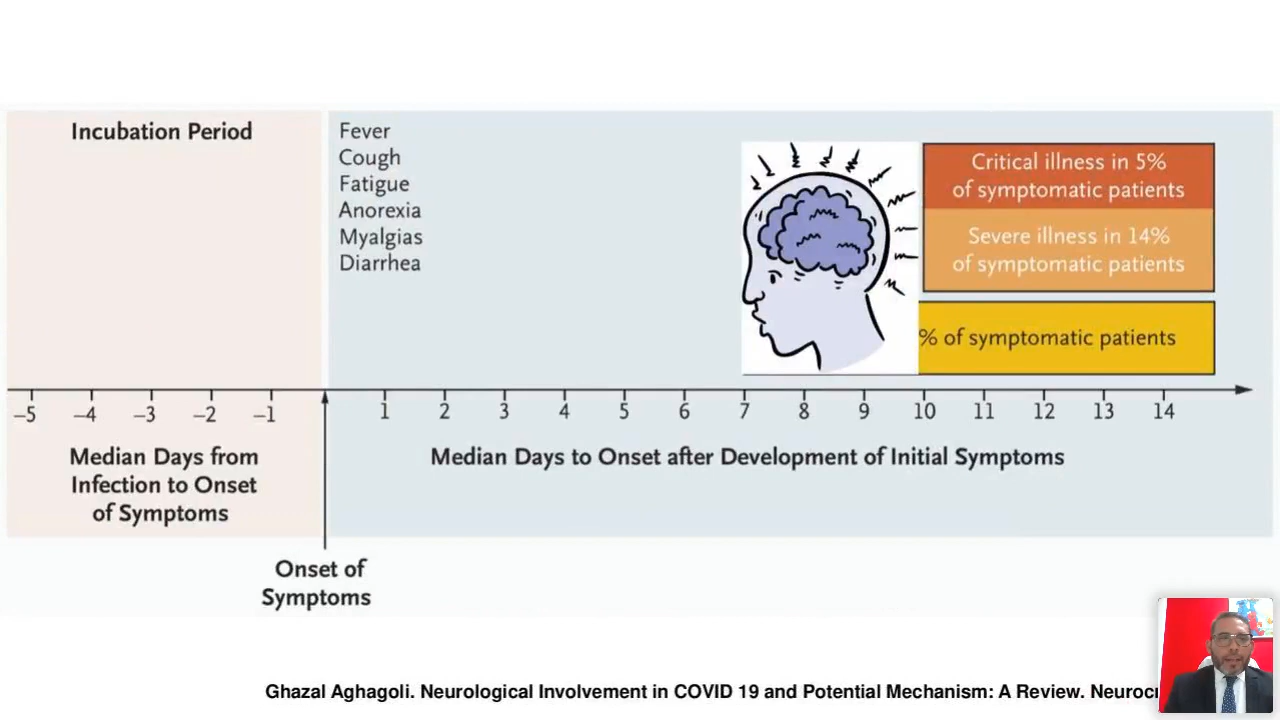 Incubation Period
Fever
Cough
Fatigue
Anorexia
Myalgias
Diarrhea
Critical illness in 5%
of symptomatic patients
Severe illness in 14%
of symptomatic patients
% of symptomatic patients
–5 –4 –3 –2 –1 1 2 3 4 5 6 7 8 9 10 11 12 13 14
Median Days from
Infection to Onset
of Symptoms
Median Days to Onset after Development of Initial Symptoms
Onset of
Symptoms
Ghazal Aghagoli. Neurological Involvement in COVID 19 and Potential Mechanism: A Review.